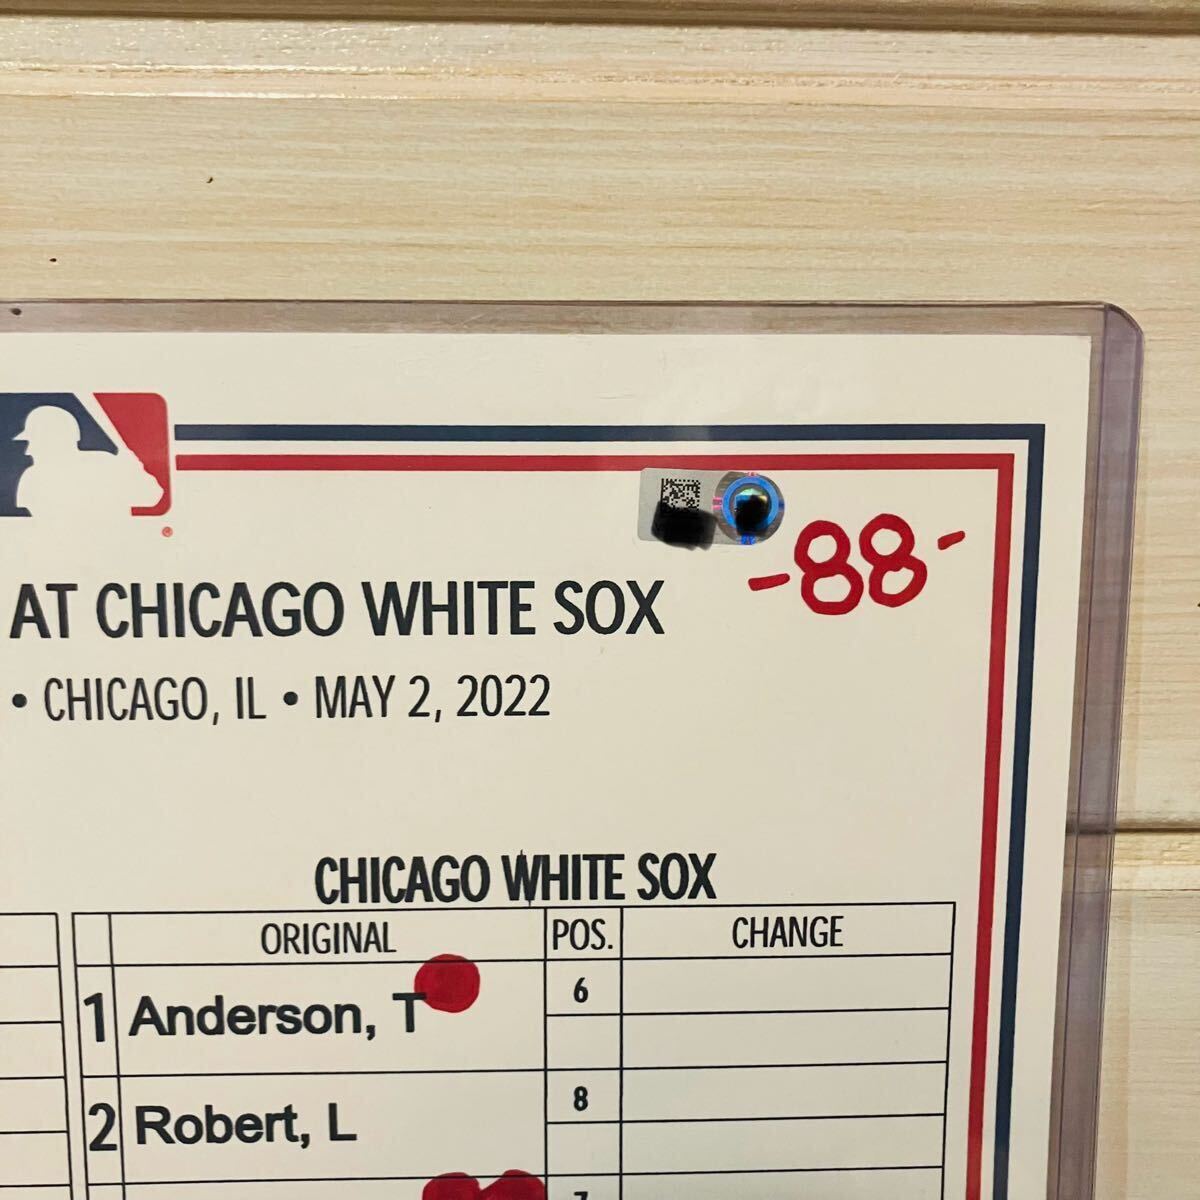 -88-
AT CHICAGO WHITE SOX
• CHICAGO, IL • MAY 2, 2022
CHICAGO WHITE SOX
ORIGINAL POS. CHANGE
1 Anderson, T 6
2 Robert, L 8